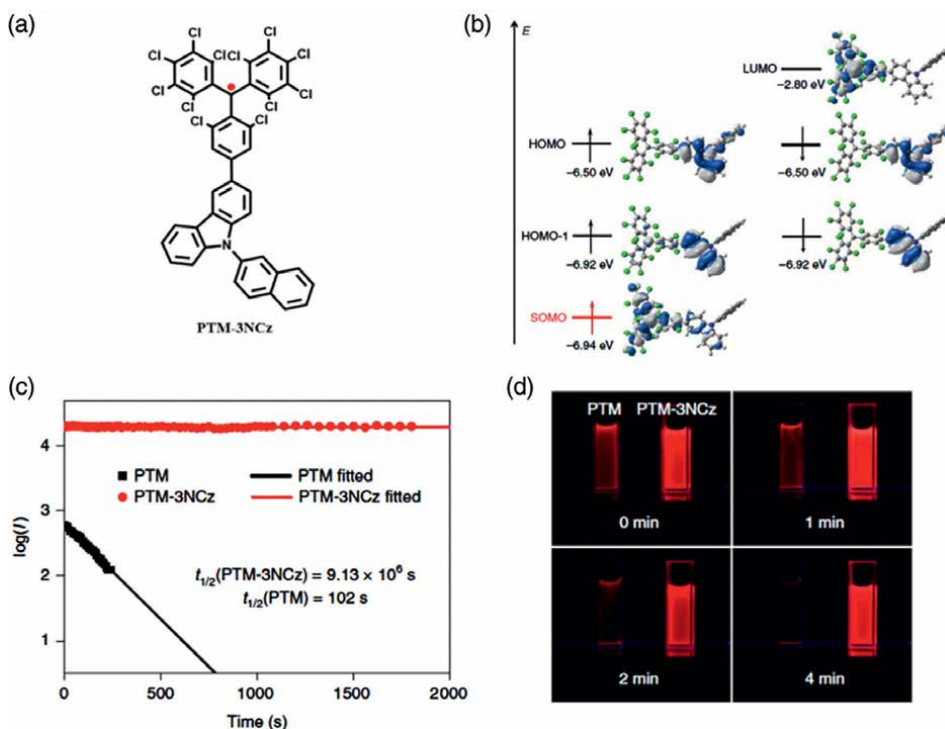 (a)
Cl Cl
Cl Cl Cl Cl
Cl Cl
Cl Cl
Cl Cl
N
PTM-3NCz
(b)
E
LUMO
−2.80 eV
HOMO
−6.50 eV
−6.50 eV
HOMO-1
−6.92 eV
−6.92 eV
SOMO
−6.94 eV
(c)
log(I)
4
3
2
1
PTM
PTM fitted
PTM-3NCz
PTM-3NCz fitted
t1/2(PTM-3NCz) = 9.13 × 10⁶ s
t1/2(PTM) = 102 s
0 500 1000 1500 2000
Time (s)
(d)
PTM PTM-3NCz
0 min
1 min
2 min
4 min